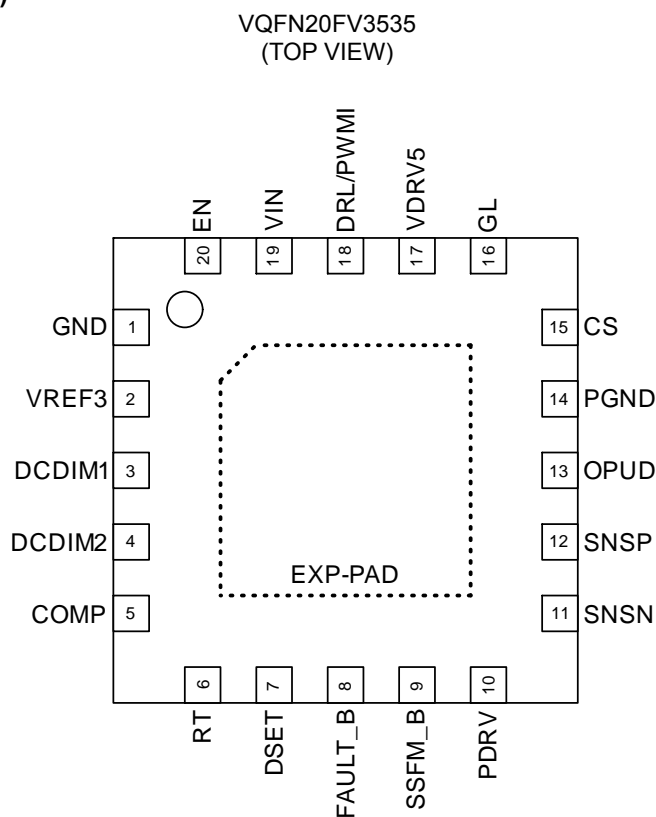 )
VQFN20FV3535
(TOP VIEW)
EN
VIN
DRL/PWMI
VDRV5
GL
20
19
18
17
16
GND 1
15 CS
VREF3 2
14 PGND
DCDIM1 3
13 OPUD
DCDIM2 4
12 SNSP
COMP 5
11 SNSN
EXP-PAD
6
7
8
9
10
RT
DSET
FAULT_B
SSFM_B
PDRV